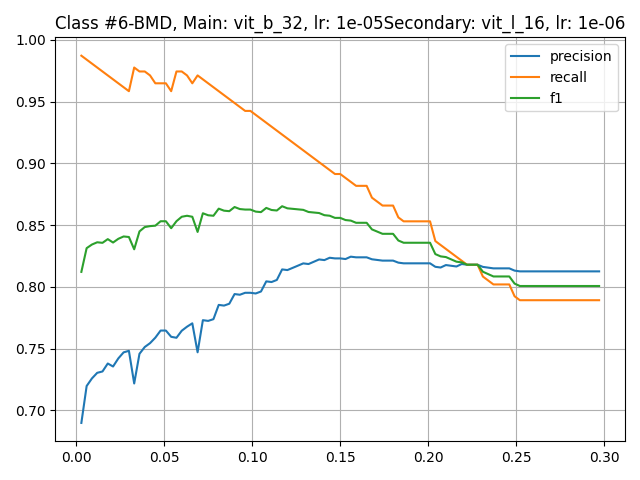 Class #6-BMD, Main: vit_b_32, lr: 1e-05Secondary: vit_l_16, lr: 1e-06
1.00
0.95
0.90
0.85
0.80
0.75
0.70
precision
recall
f1
0.00 0.05 0.10 0.15 0.20 0.25 0.30